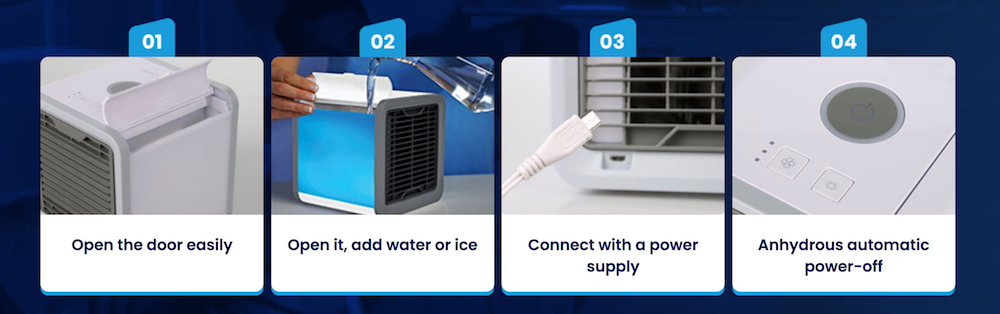 01
02
03
04
Open the door easily
Open it, add water or ice
Connect with a power
supply
Anhydrous automatic
power-off